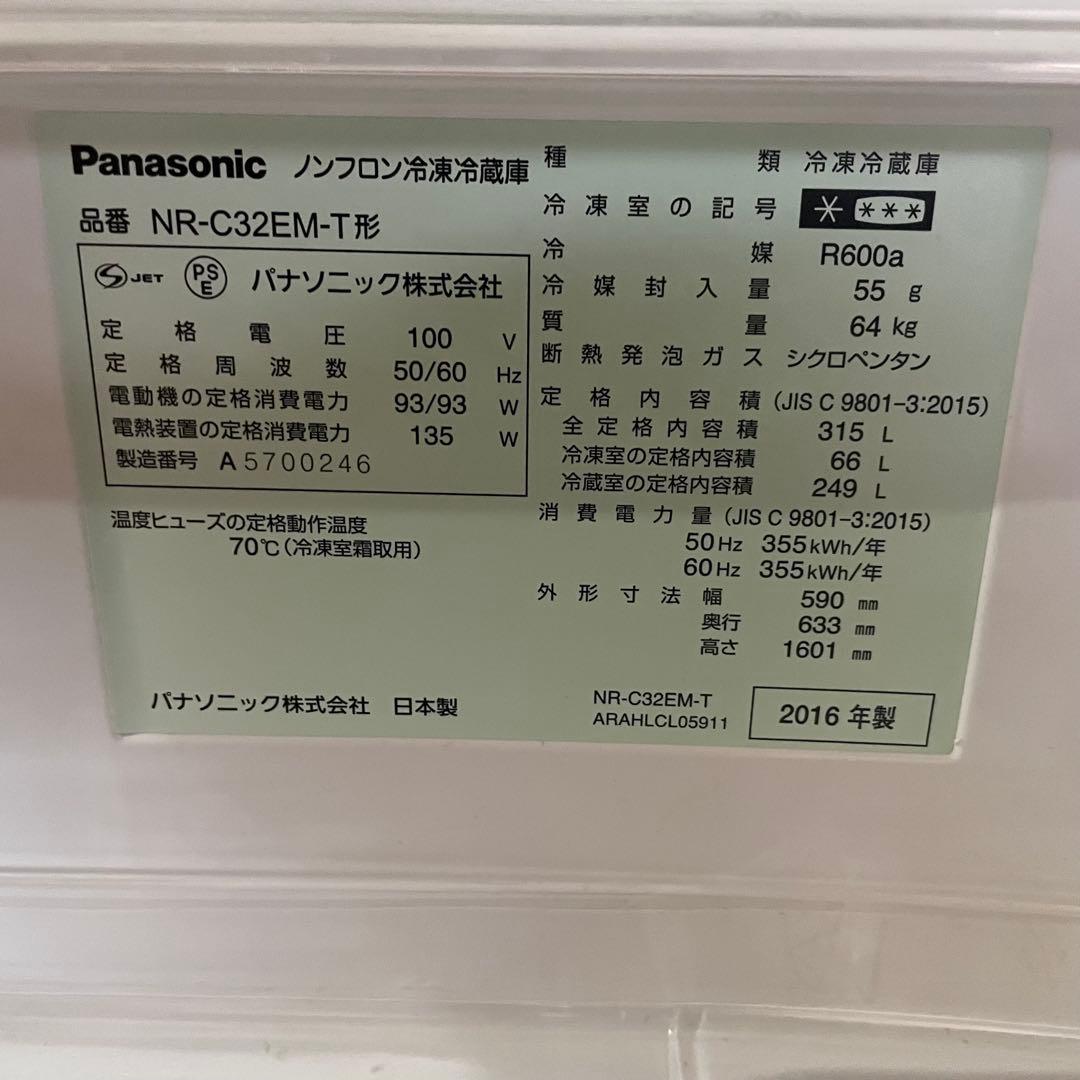 Panasonic ノンフロン冷凍冷蔵庫
品番 NR-C32EM-T形
S JET PSE パナソニック株式会社
定格電圧 100 V
定格周波数 50/60 Hz
電動機の定格消費電力 93/93 W
電熱装置の定格消費電力 135 W
製造番号 A5700246
温度ヒューズの定格動作温度
70℃(冷凍室霜取用)
パナソニック株式会社 日本製
種類 冷凍冷蔵庫
冷凍室の記号 * ***
冷媒 R600a
冷媒封入量 55 g
質量 64 kg
断熱発泡ガス シクロペンタン
定格内容積 (JIS C 9801-3:2015)
全定格内容積 315 L
冷凍室の定格内容積 66 L
冷蔵室の定格内容積 249 L
消費電力量 (JIS C 9801-3:2015)
50Hz 355kWh/年
60Hz 355kWh/年
外形寸法幅 590 mm
奥行 633 mm
高さ 1601 mm
NR-C32EM-T
ARAHLCL05911
2016年製